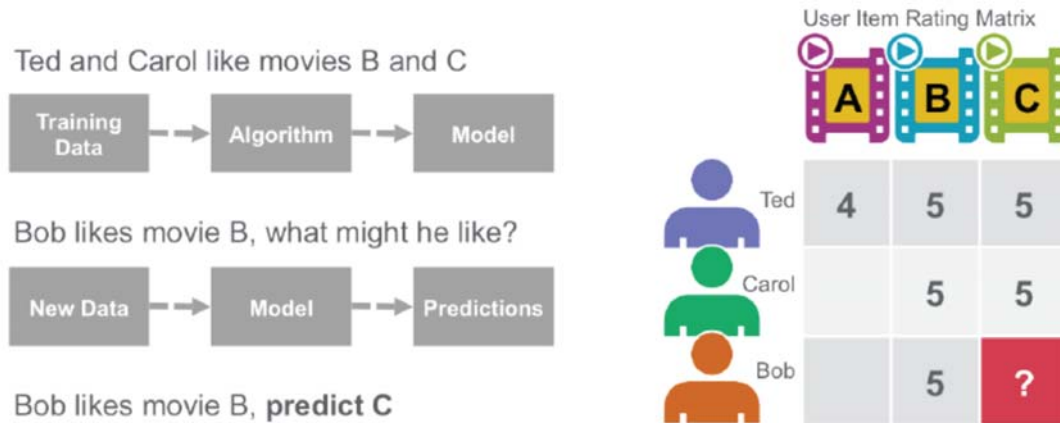 Ted and Carol like movies B and C
Training
Data
Algorithm
Model
Bob likes movie B, what might he like?
New Data
Model
Predictions
Bob likes movie B, predict C
User Item Rating Matrix
A B C
Ted 4 5 5
Carol 5 5
Bob 5 ?